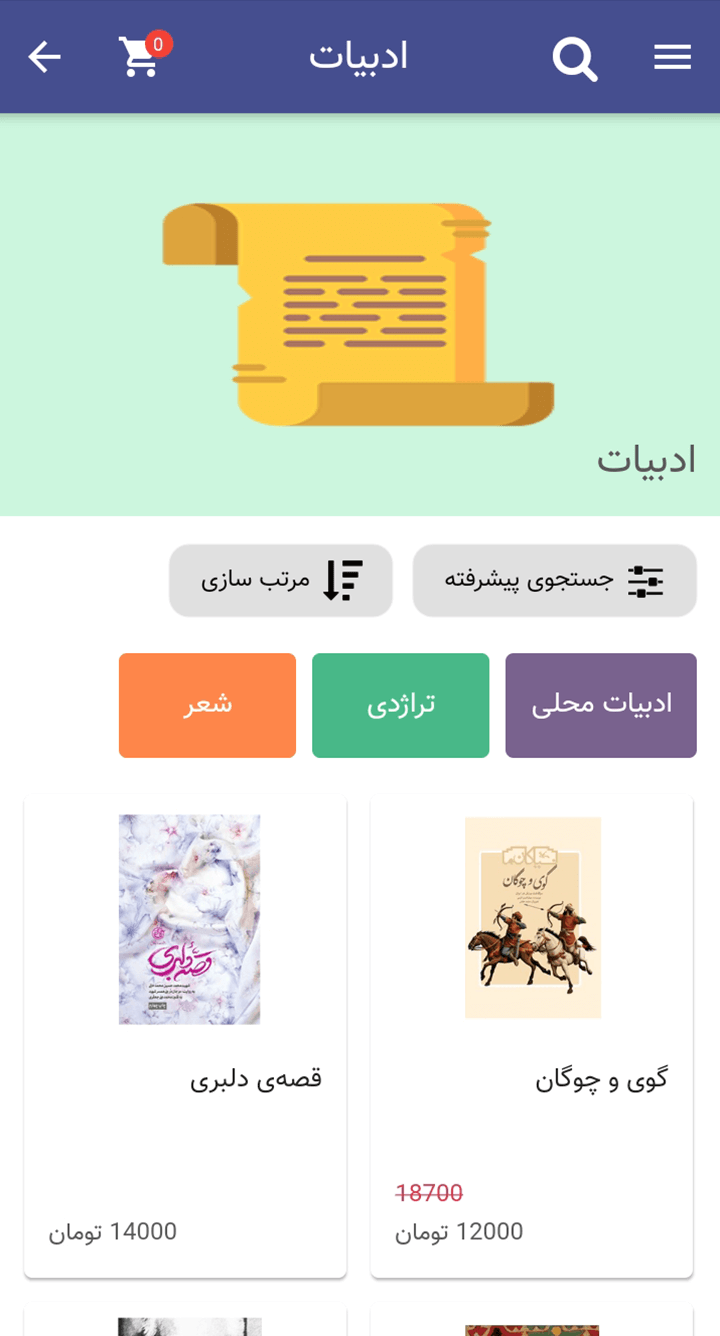 ادبیات
0
ادبیات
جستجوی پیشرفته
مرتب سازی
ادبیات محلی
تراژدی
شعر
گوی و چوگان
گوی و چوگان
18700
12000 تومان
قصه‌ی دلبری
قصه‌ی دلبری
14000 تومان